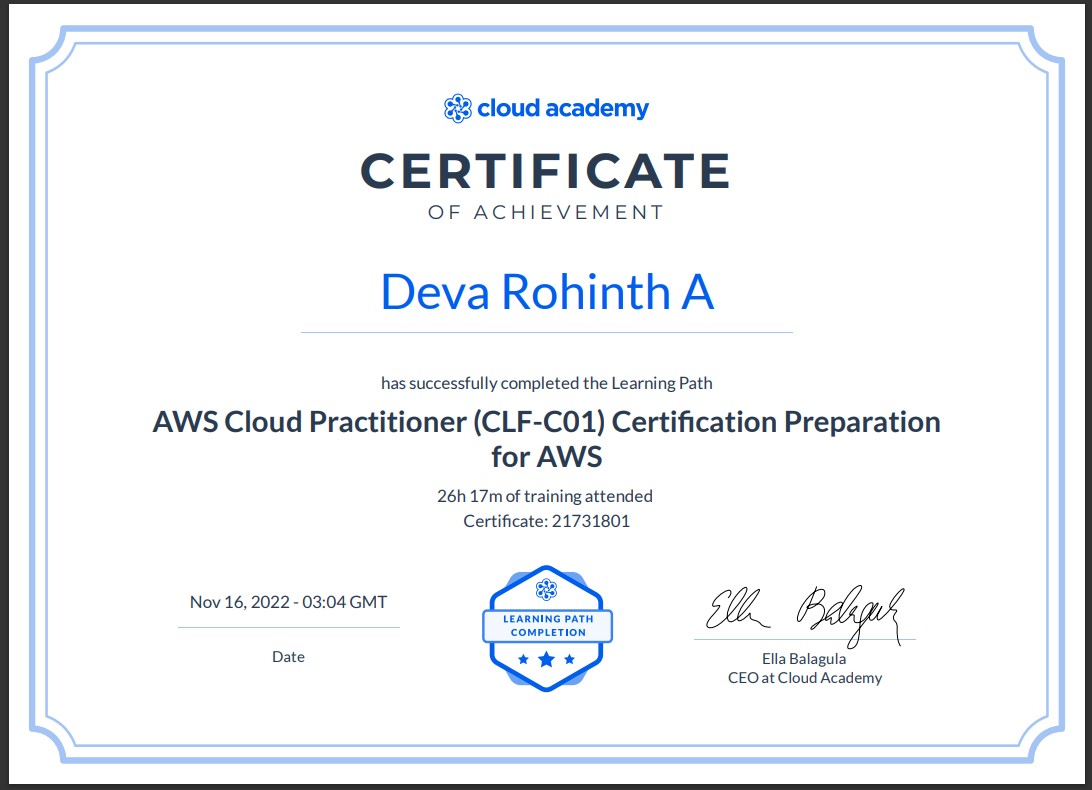 cloud academy
CERTIFICATE
OF ACHIEVEMENT
Deva Rohinth A
has successfully completed the Learning Path
AWS Cloud Practitioner (CLF-C01) Certification Preparation
for AWS
26h 17m of training attended
Certificate: 21731801
Nov 16, 2022 - 03:04 GMT
Date
LEARNING PATH
COMPLETION
Ella Balagula
Ella Balagula
CEO at Cloud Academy